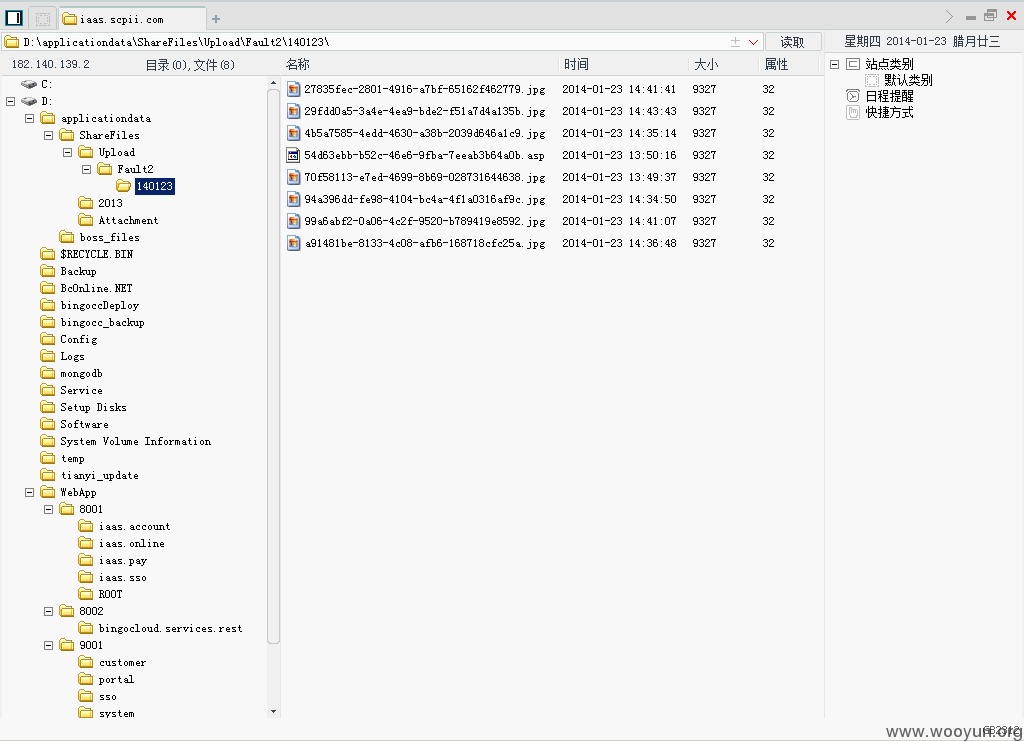 iaas.scpii.com
D:\applicationdata\ShareFiles\Upload\Fault2\140123\
读取
星期四 2014-01-23 腊月廿三
182.140.139.2 目录(0),文件(8)
名称 时间 大小 属性
27835fec-2801-4916-a7bf-65162f462779.jpg 2014-01-23 14:41:41 9327 32
29fdd0a5-3a4e-4ea9-bde2-f51a7d4a135b.jpg 2014-01-23 14:43:43 9327 32
4b5a7585-4edd-4630-a38b-2039d646a1c9.jpg 2014-01-23 14:35:14 9327 32
54d63ebb-b52c-46e6-9fba-7eeab3b64a0b.asp 2014-01-23 13:50:16 9327 32
70f58113-e7ed-4699-8b69-028731644638.jpg 2014-01-23 13:49:37 9327 32
94a396dd-fe98-4104-bc4a-4f1a0316af9c.jpg 2014-01-23 14:34:50 9327 32
99a6abf2-0a06-4c2f-9520-b789419e8592.jpg 2014-01-23 14:41:07 9327 32
a91481be-8133-4c08-afb6-168718cfc25a.jpg 2014-01-23 14:36:48 9327 32
C:
D:
applicationdata
ShareFiles
Upload
Fault2
140123
2013
Attachment
boss_files
$RECYCLE.BIN
Backup
BcOnline.NET
bingoccDeploy
bingocc_backup
Config
Logs
mongodb
Service
Setup Disks
Software
System Volume Information
temp
tianyi_update
WebApp
8001
iaas.account
iaas.online
iaas.pay
iaas.sso
ROOT
8002
bingocloud.services.rest
9001
customer
portal
sso
system
站点类别
默认类别
日程提醒
快捷方式
GB2312
www.wooyun.org